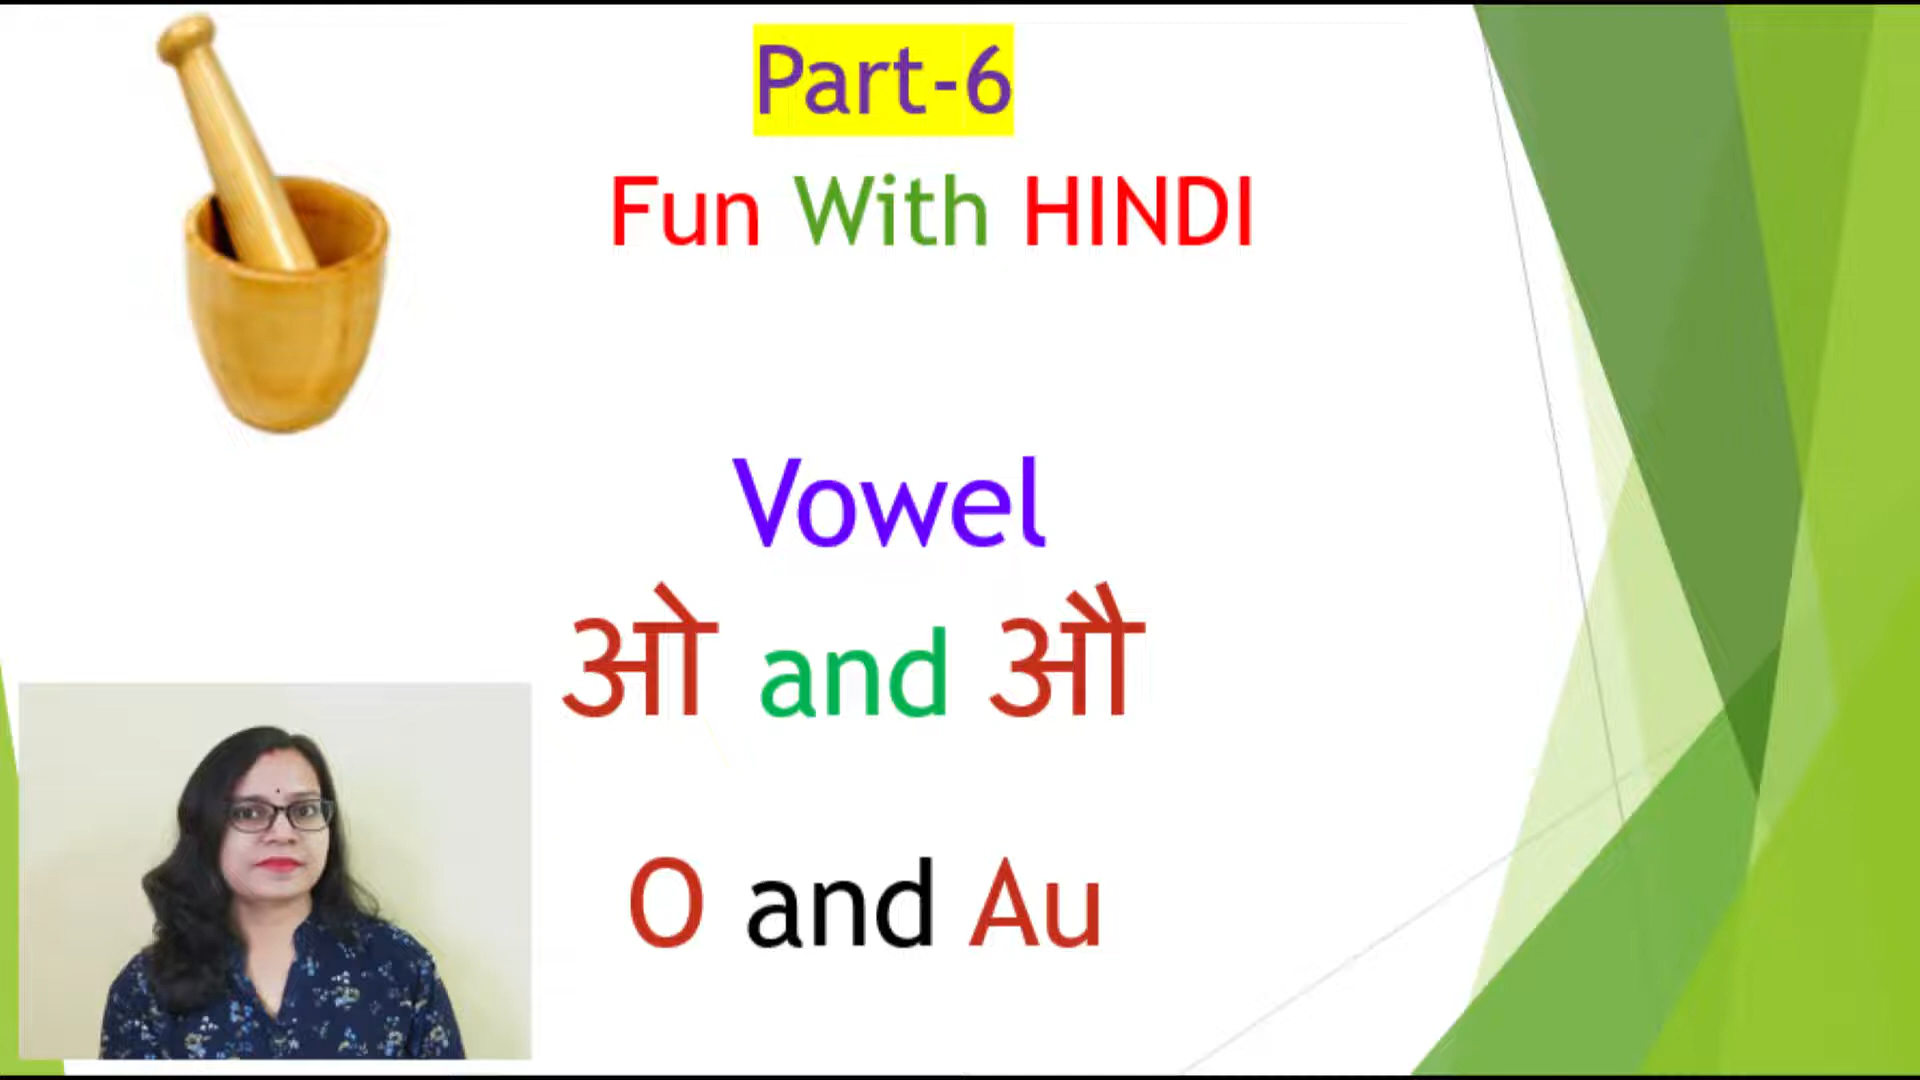 Part-6
Fun With HINDI
Vowel
ओ and औ
O and Au